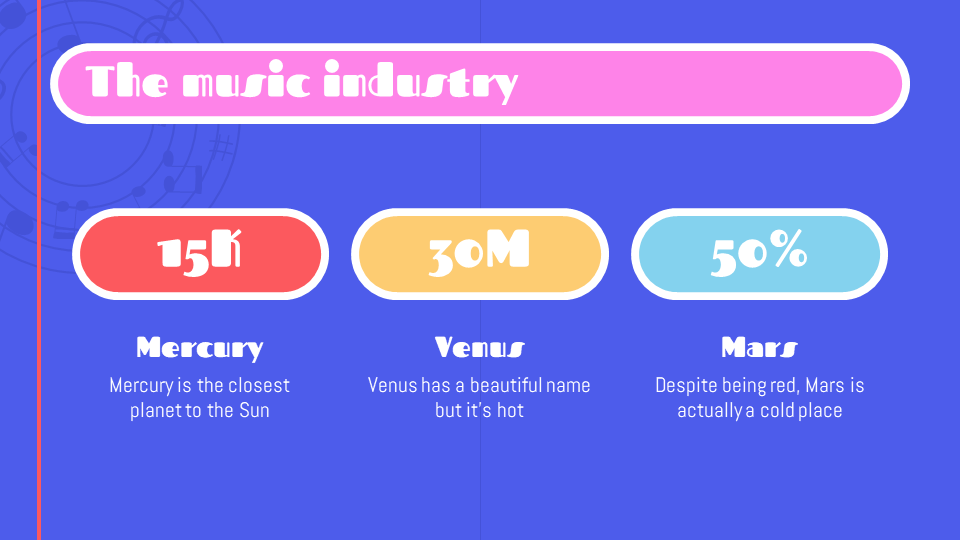 The music industry
15K
30M
50%
Mercury
Mercury is the closest
planet to the Sun
Venus
Venus has a beautiful name
but it's hot
Mars
Despite being red, Mars is
actually a cold place